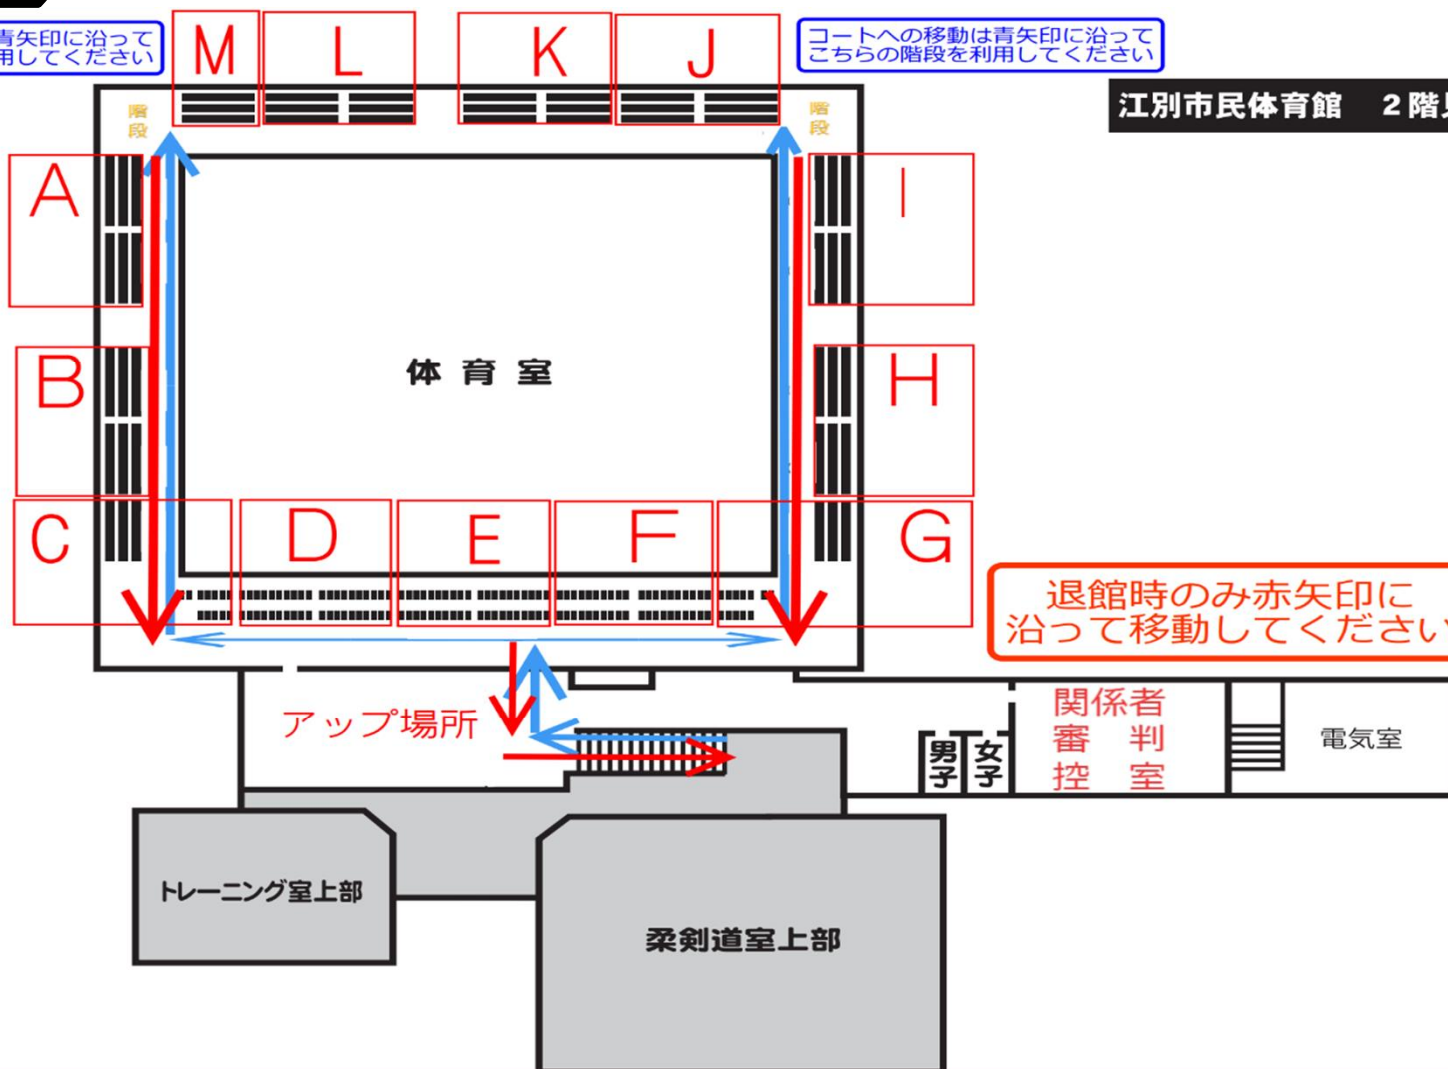 青矢印に沿って
用してください
M
L
K
J
コートへの移動は青矢印に沿って
こちらの階段を利用してください
江別市民体育館　２階
階
段
階
段
A
I
B
体育室
H
C
D
E
F
G
退館時のみ赤矢印に
沿って移動してください
アップ場所
男子
女子
関係者
審　判
控　室
電気室
トレーニング室上部
柔剣道室上部